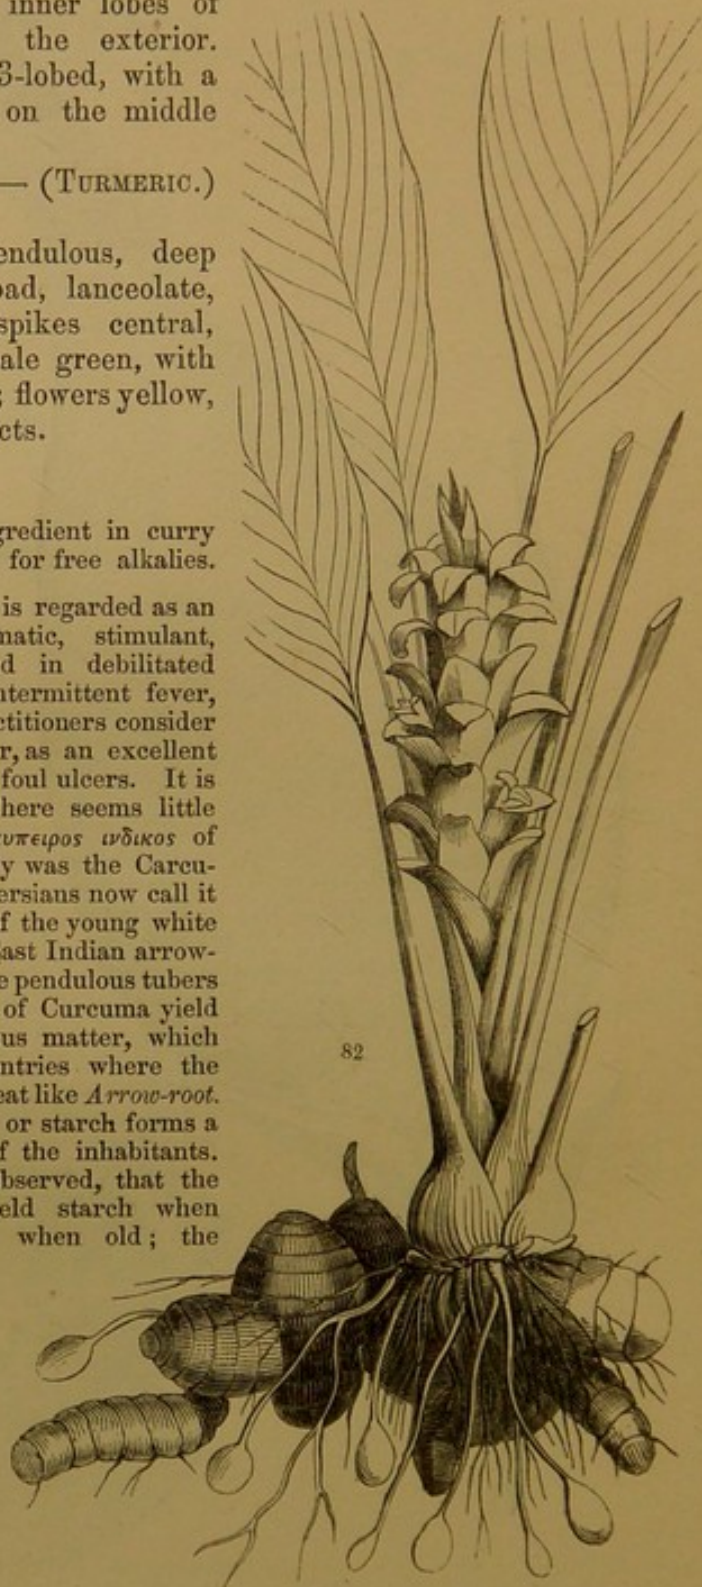 inner lobes of
the exterior.
3-lobed, with a
on the middle
— (TURMERIC.)
endulous, deep
oad, lanceolate,
spikes central,
ale green, with
; flowers yellow,
cts.
gredient in curry
for free alkalies.
is regarded as an
matic, stimulant,
d in debilitated
ntermittent fever,
ctitioners consider
r, as an excellent
foul ulcers. It is
here seems little
υπειρος ινδικος of
y was the Carcu-
ersians now call it
f the young white
ast Indian arrow-
e pendulous tubers
of Curcuma yield
us matter, which
ntries where the
eat like Arrow-root.
or starch forms a
f the inhabitants.
bserved, that the
eld starch when
when old; the
82